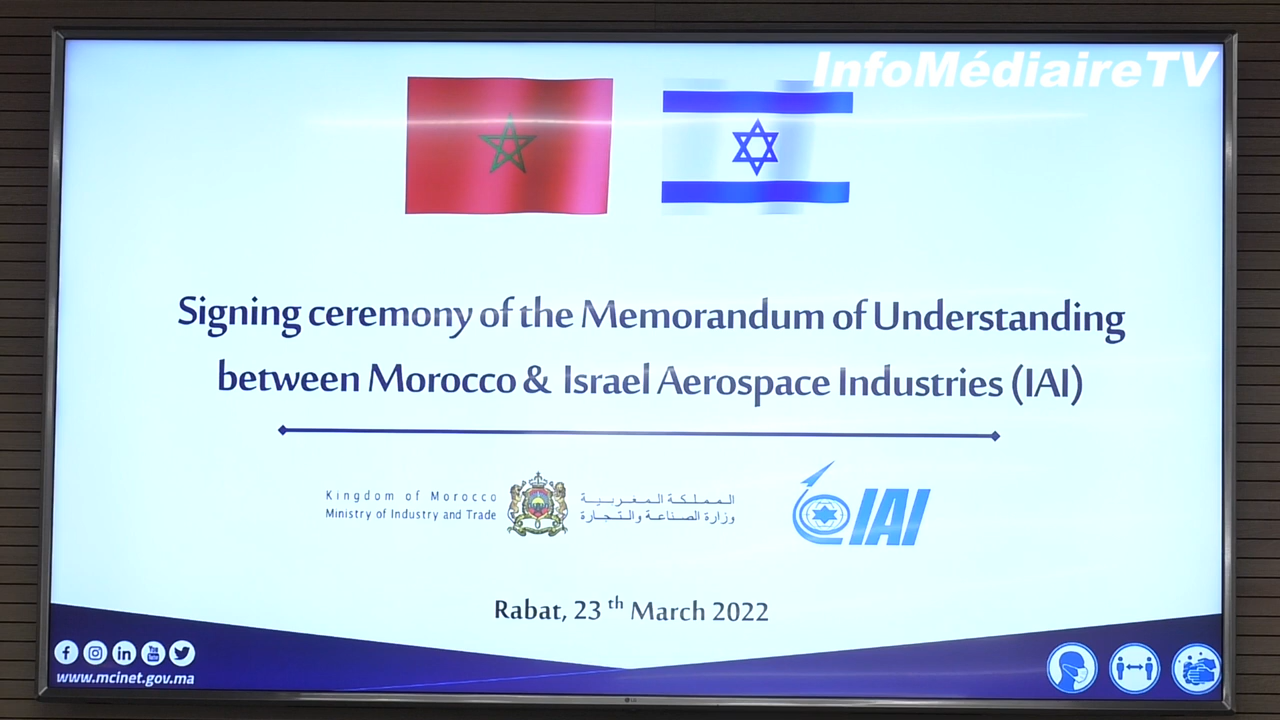 InfoMédiaireTV
Signing ceremony of the Memorandum of Understanding
between Morocco & Israel Aerospace Industries (IAI)
Kingdom of Morocco
Ministry of Industry and Trade
المملكة المغربية
وزارة الصناعة والتجارة
IAI
Rabat, 23 th March 2022
www.mcinet.gov.ma
LG